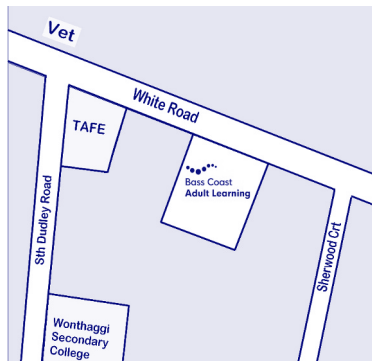 Vet
White Road
TAFE
Bass Coast
Adult Learning
Sth Dudley Road
Sherwood Crt
Wonthaggi
Secondary
College